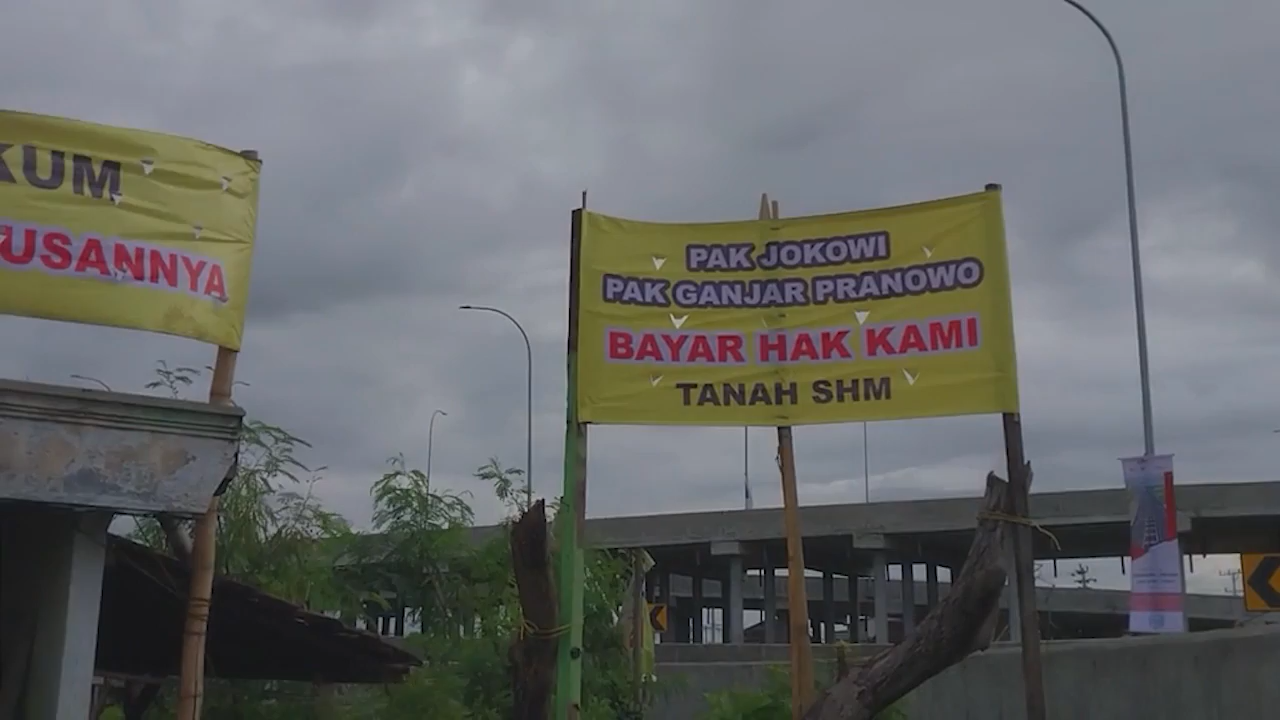 KUM
USANNYA
PAK JOKOWI
PAK GANJAR PRANOWO
BAYAR HAK KAMI
TANAH SHM